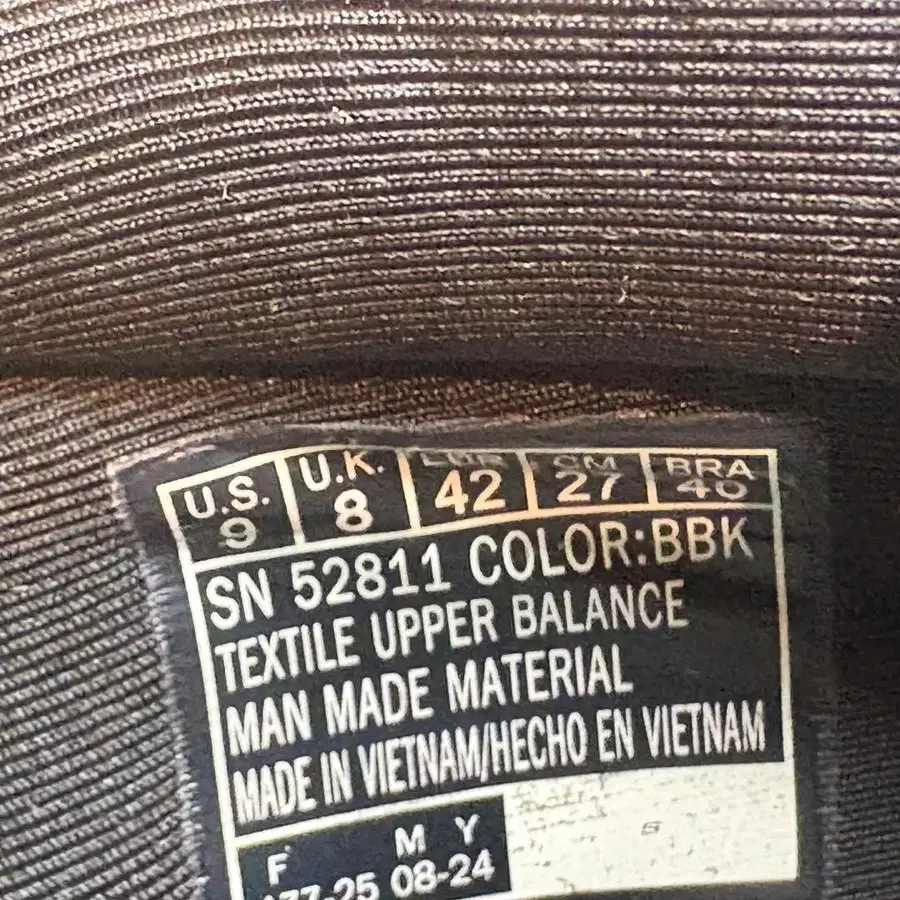 U.S. U.K. EUR CM BRA
9 8 42 27 40
SN 52811 COLOR:BBK
TEXTILE UPPER BALANCE
MAN MADE MATERIAL
MADE IN VIETNAM/HECHO EN VIETNAM
F M Y
08-24